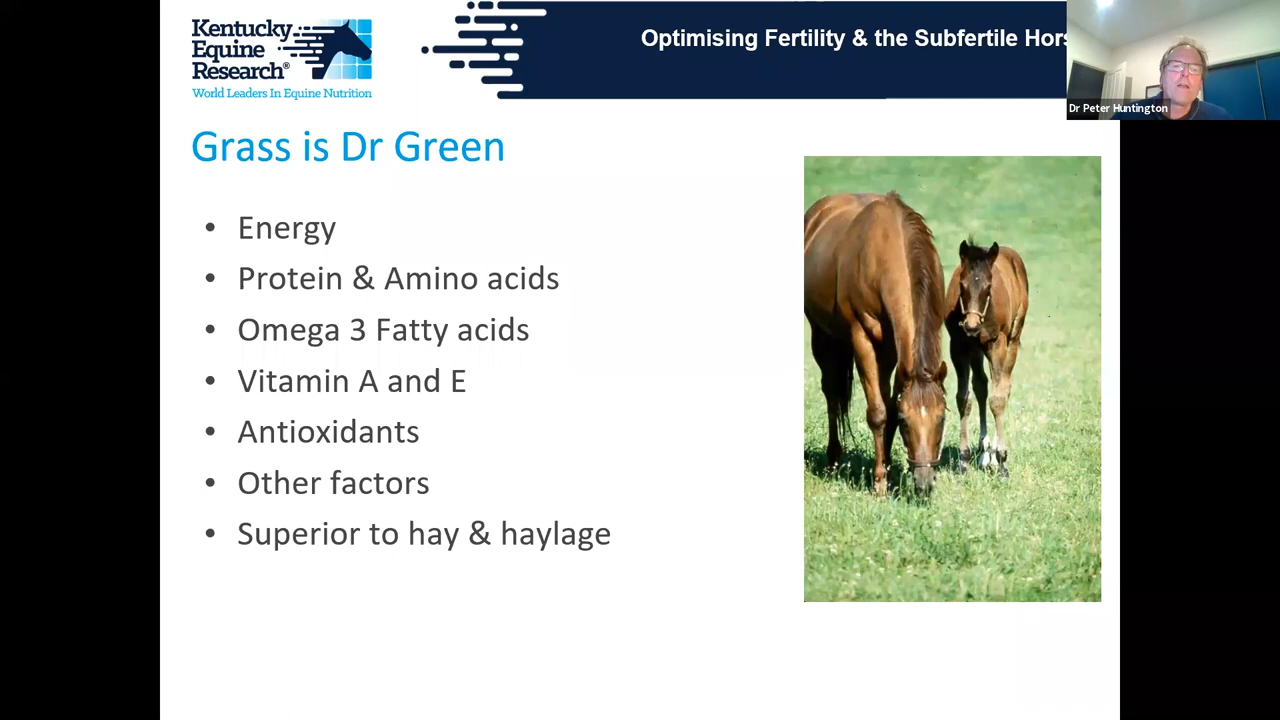 Kentucky
Equine
Research®
World Leaders In Equine Nutrition
Optimising Fertility & the Subfertile Hors
Dr Peter Huntington
Grass is Dr Green
• Energy
• Protein & Amino acids
• Omega 3 Fatty acids
• Vitamin A and E
• Antioxidants
• Other factors
• Superior to hay & haylage